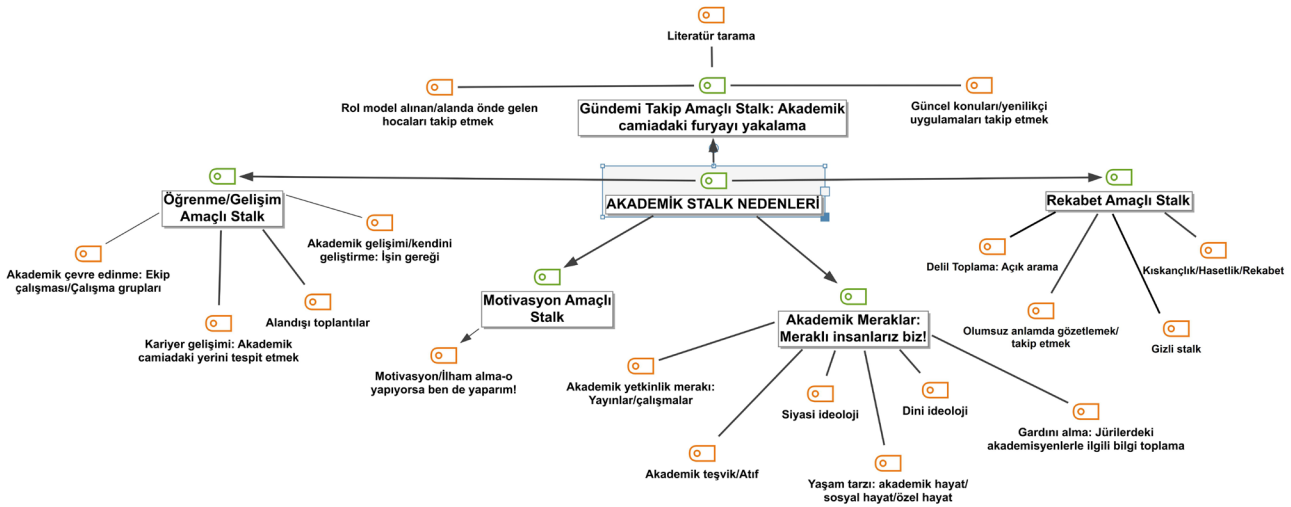 Literatür tarama
Rol model alınan/alanda önde gelen
hocaları takip etmek
Gündemi Takip Amaçlı Stalk: Akademik
camiadaki furyayı yakalama
Güncel konuları/yenilikçi
uygulamaları takip etmek
AKADEMİK STALK NEDENLERİ
Öğrenme/Gelişim
Amaçlı Stalk
Akademik çevre edinme: Ekip
çalışması/Çalışma grupları
Kariyer gelişimi: Akademik
camiadaki yerini tespit etmek
Alandışı toplantılar
Akademik gelişimi/kendini
geliştirme: İşin gereği
Motivasyon Amaçlı
Stalk
Motivasyon/İlham alma-o
yapıyorsa ben de yaparım!
Akademik Meraklar:
Meraklı insanlarız biz!
Akademik yetkinlik merakı:
Yayınlar/çalışmalar
Akademik teşvik/Atıf
Siyasi ideoloji
Yaşam tarzı: akademik hayat/
sosyal hayat/özel hayat
Dini ideoloji
Gardını alma: Jürilerdeki
akademisyenlerle ilgili bilgi toplama
Rekabet Amaçlı Stalk
Delil Toplama: Açık arama
Olumsuz anlamda gözetlemek/
takip etmek
Gizli stalk
Kıskançlık/Hasetlik/Rekabet